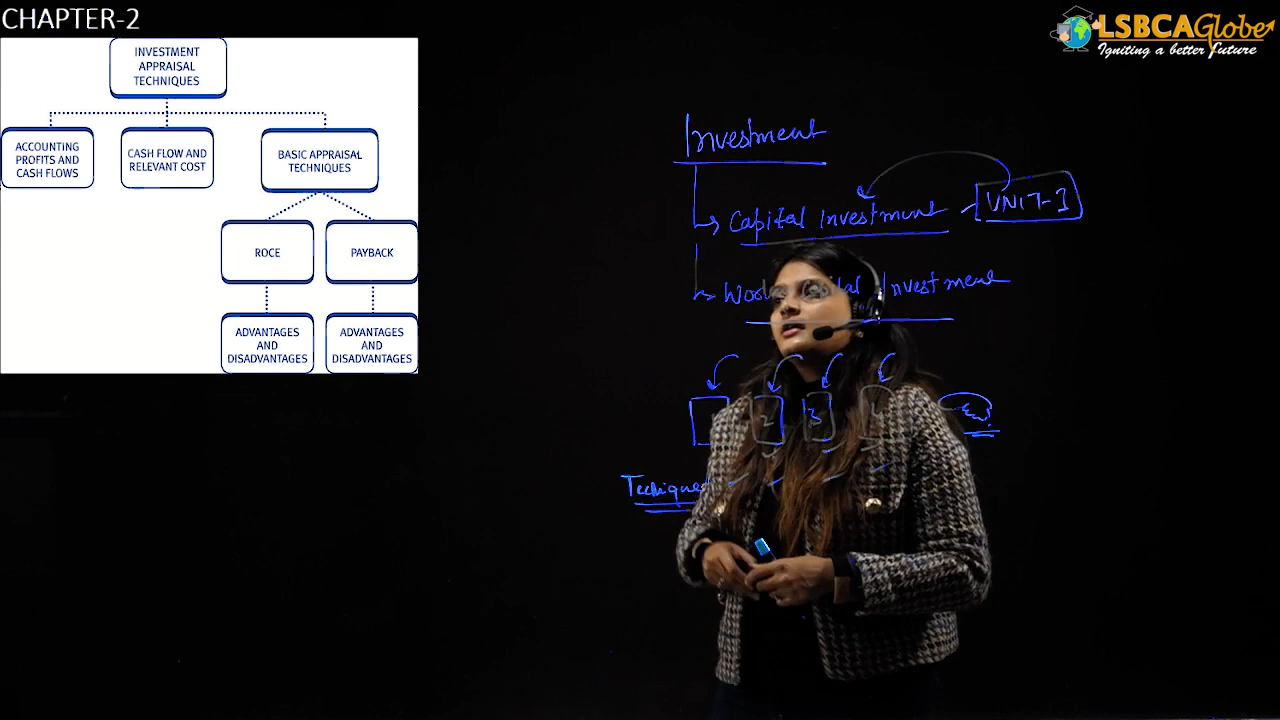 CHAPTER-2
LSBCAGlobe
Igniting a better future
INVESTMENT
APPRAISAL
TECHNIQUES
ACCOUNTING
PROFITS AND
CASH FLOWS
CASH FLOW AND
RELEVANT COST
BASIC APPRAISAL
TECHNIQUES
ROCE
PAYBACK
ADVANTAGES
AND
DISADVANTAGES
ADVANTAGES
AND
DISADVANTAGES
Investment
Capital Investment - UNIT-1
Investment
2 3 4